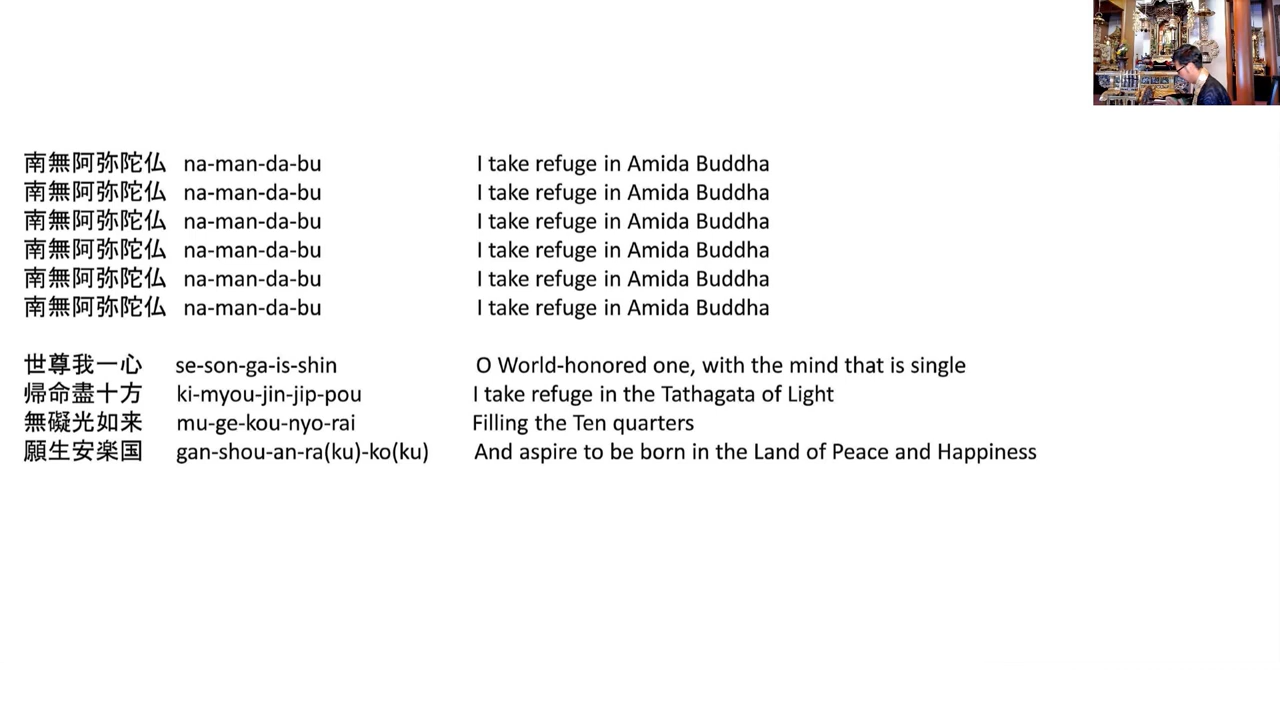 南無阿弥陀仏 na-man-da-bu I take refuge in Amida Buddha
南無阿弥陀仏 na-man-da-bu I take refuge in Amida Buddha
南無阿弥陀仏 na-man-da-bu I take refuge in Amida Buddha
南無阿弥陀仏 na-man-da-bu I take refuge in Amida Buddha
南無阿弥陀仏 na-man-da-bu I take refuge in Amida Buddha
南無阿弥陀仏 na-man-da-bu I take refuge in Amida Buddha
世尊我一心 se-son-ga-is-shin O World-honored one, with the mind that is single
帰命盡十方 ki-myou-jin-jip-pou I take refuge in the Tathagata of Light
無礙光如来 mu-ge-kou-nyo-rai Filling the Ten quarters
願生安楽国 gan-shou-an-ra(ku)-ko(ku) And aspire to be born in the Land of Peace and Happiness